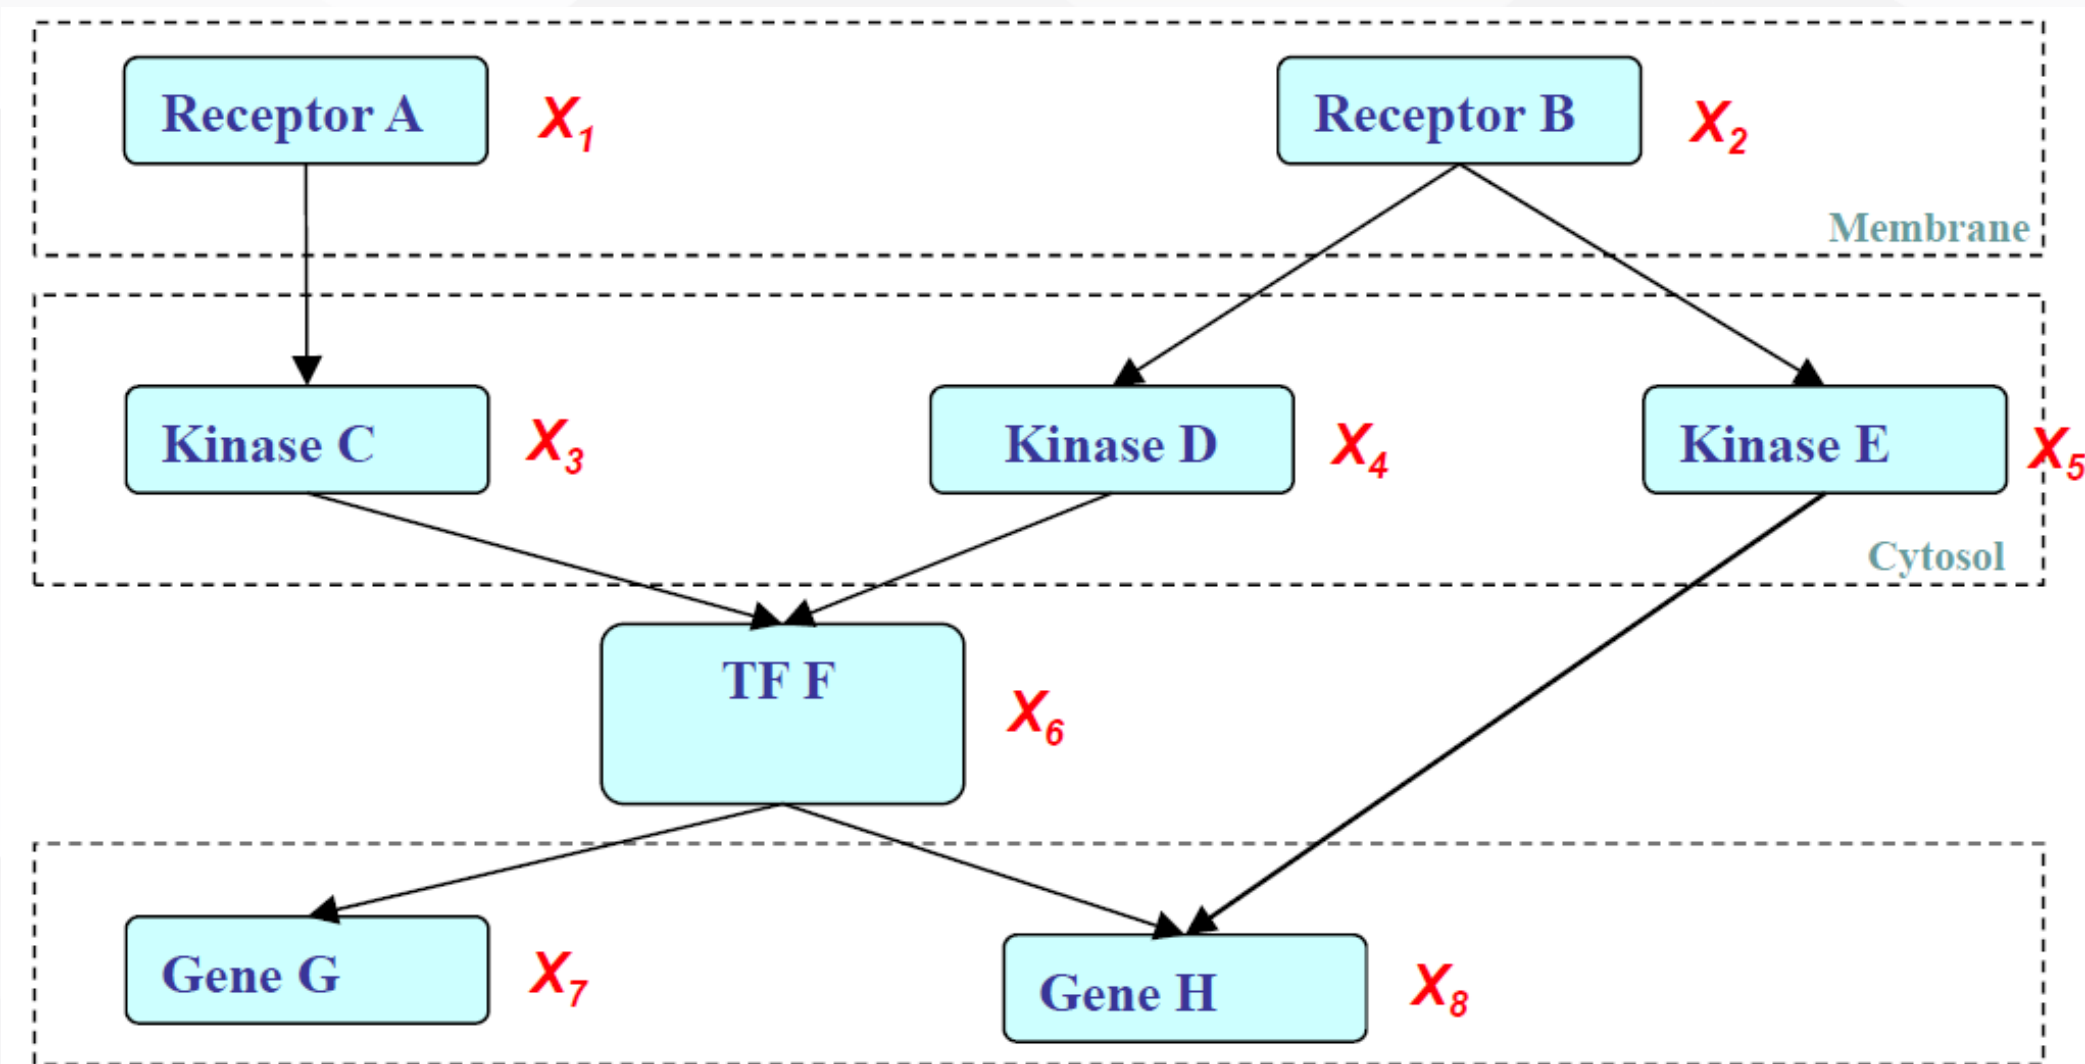 Receptor A
X1
Receptor B
X2
Membrane
Kinase C
X3
Kinase D
X4
Kinase E
X5
Cytosol
TF F
X6
Gene G
X7
Gene H
X8